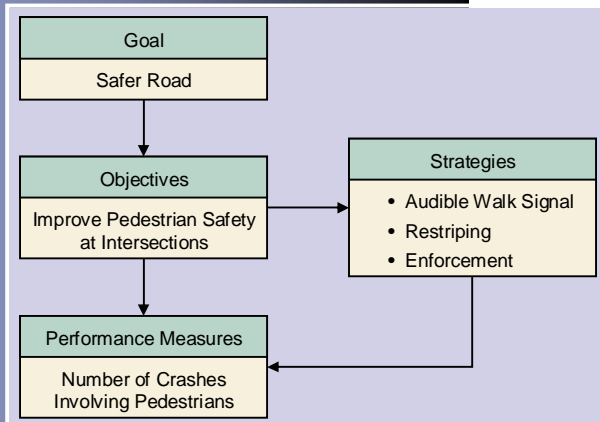 Goal
Safer Road
Objectives
Improve Pedestrian Safety
at Intersections
Strategies
• Audible Walk Signal
• Restriping
• Enforcement
Performance Measures
Number of Crashes
Involving Pedestrians